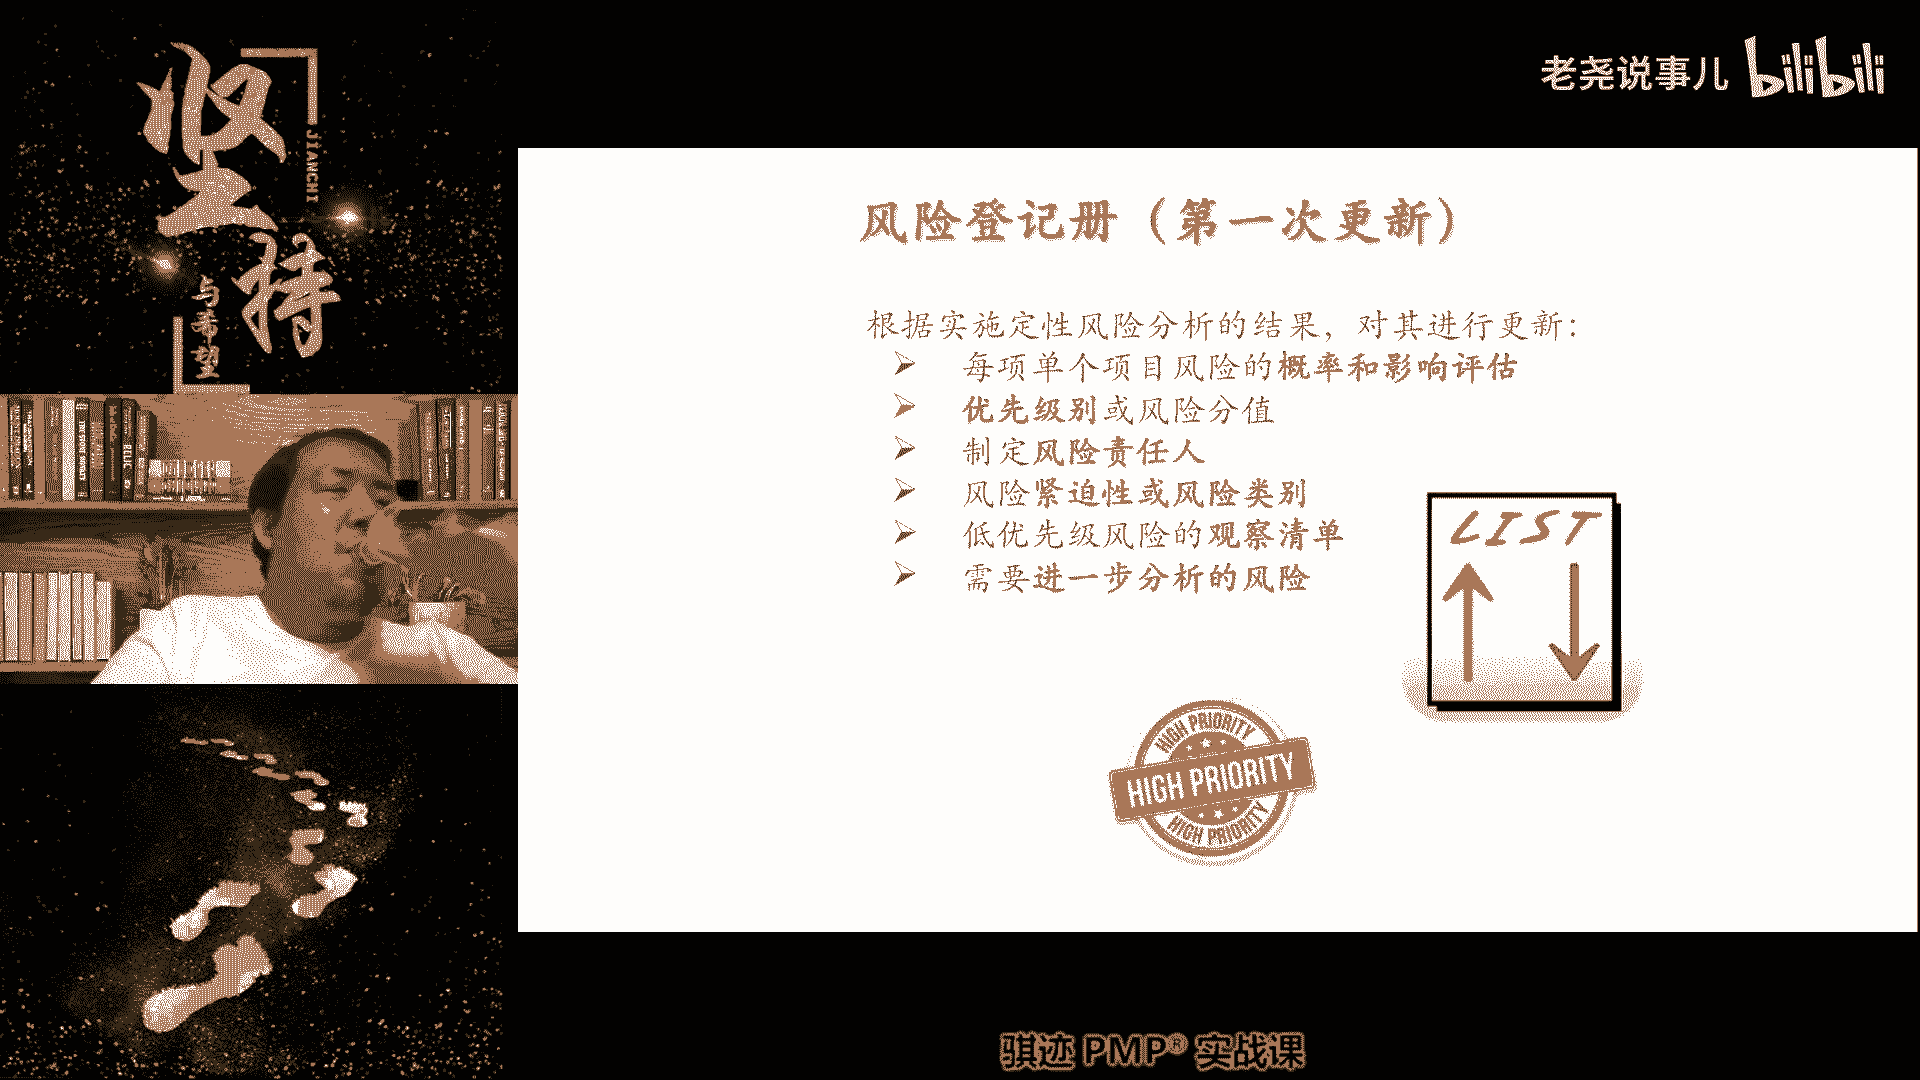 坚持
JIANCHI
与希望
老尧说事儿 bilibili
风险登记册（第一次更新）
根据实施定性风险分析的结果，对其进行更新：
➢ 每项单个项目风险的概率和影响评估
➢ 优先级别或风险分值
➢ 制定风险责任人
➢ 风险紧迫性或风险类别
➢ 低优先级风险的观察清单
➢ 需要进一步分析的风险
LIST
HIGH PRIORITY
HIGH PRIORITY
HIGH PRIORITY
骐迹 PMP® 实战课